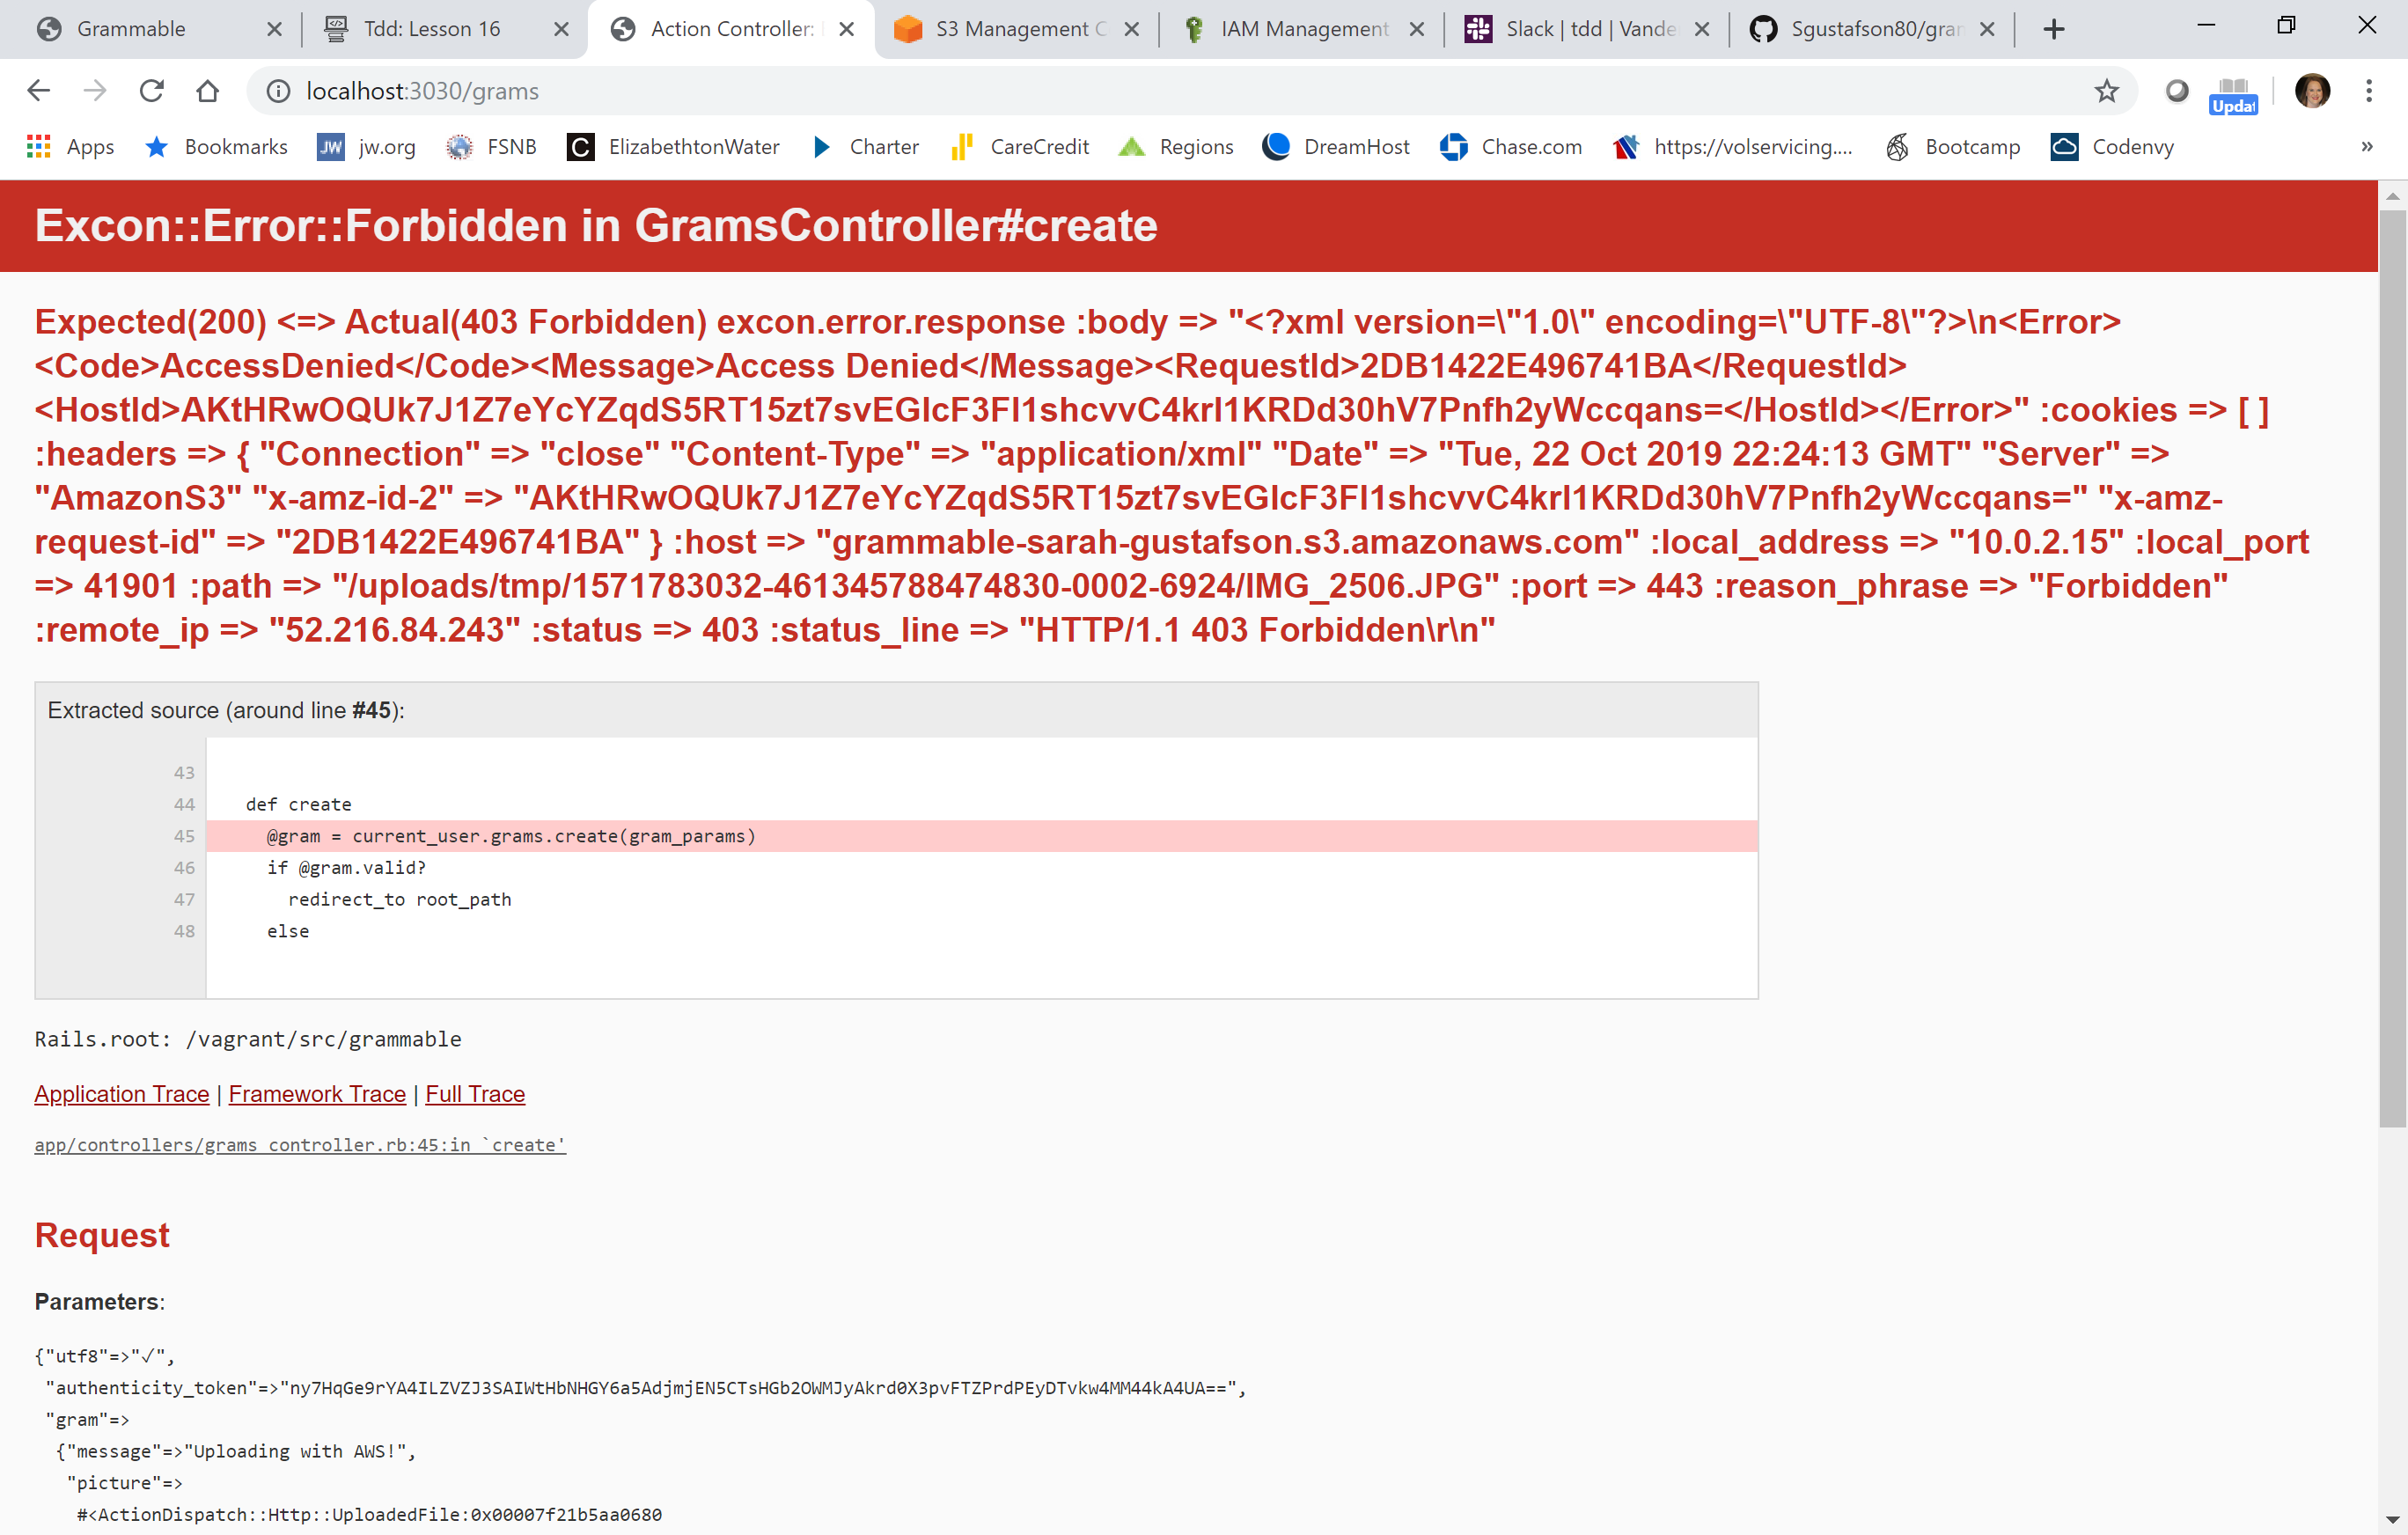 Grammable
Tdd: Lesson 16
Action Controller:
S3 Management C
IAM Management
Slack | tdd | Vande
Sgustafson80/gran
localhost:3030/grams
Updat
Apps
Bookmarks
JW jw.org
FSNB
C ElizabethtonWater
Charter
CareCredit
Regions
DreamHost
Chase.com
https://volservicing....
Bootcamp
Codenvy
»
Excon::Error::Forbidden in GramsController#create
Expected(200) <=> Actual(403 Forbidden) excon.error.response :body => "<?xml version=\"1.0\" encoding=\"UTF-8\"?>\n<Error>
<Code>AccessDenied</Code><Message>Access Denied</Message><RequestId>2DB1422E496741BA</RequestId>
<HostId>AKtHRwOQUk7J1Z7eYcYZqdS5RT15zt7svEGlcF3FI1shcvvC4krl1KRDd30hV7Pnfh2yWccqans=</HostId></Error>" :cookies => [ ]
:headers => { "Connection" => "close" "Content-Type" => "application/xml" "Date" => "Tue, 22 Oct 2019 22:24:13 GMT" "Server" =>
"AmazonS3" "x-amz-id-2" => "AKtHRwOQUk7J1Z7eYcYZqdS5RT15zt7svEGlcF3FI1shcvvC4krl1KRDd30hV7Pnfh2yWccqans=" "x-amz-
request-id" => "2DB1422E496741BA" } :host => "grammable-sarah-gustafson.s3.amazonaws.com" :local_address => "10.0.2.15" :local_port
=> 41901 :path => "/uploads/tmp/1571783032-461345788474830-0002-6924/IMG_2506.JPG" :port => 443 :reason_phrase => "Forbidden"
:remote_ip => "52.216.84.243" :status => 403 :status_line => "HTTP/1.1 403 Forbidden\r\n"
Extracted source (around line #45):
43
44 def create
45 @gram = current_user.grams.create(gram_params)
46 if @gram.valid?
47 redirect_to root_path
48 else
Rails.root: /vagrant/src/grammable
Application Trace | Framework Trace | Full Trace
app/controllers/grams_controller.rb:45:in `create'
Request
Parameters:
{"utf8"=>"✓",
"authenticity_token"=>"ny7HqGe9rYA4ILZVZJ3SAIWtHbNHGY6a5AdjmjEN5CTsHGb2OWMJyAkrd0X3pvFTZPrdPEyDTvkw4MM44kA4UA==",
"gram"=>
{"message"=>"Uploading with AWS!",
"picture"=>
#<ActionDispatch::Http::UploadedFile:0x00007f21b5aa0680